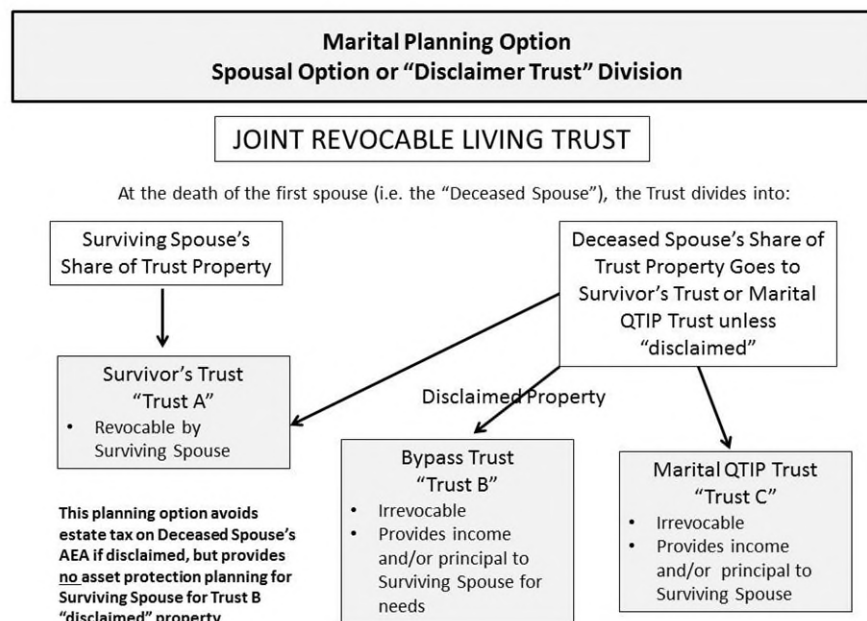 Marital Planning Option
Spousal Option or “Disclaimer Trust” Division
JOINT REVOCABLE LIVING TRUST
At the death of the first spouse (i.e. the “Deceased Spouse”), the Trust divides into:
Surviving Spouse’s
Share of Trust Property
Deceased Spouse’s Share of
Trust Property Goes to
Survivor’s Trust or Marital
QTIP Trust unless
“disclaimed”
Survivor’s Trust
“Trust A”
• Revocable by
Surviving Spouse
Disclaimed Property
Bypass Trust
“Trust B”
• Irrevocable
• Provides income
and/or principal to
Surviving Spouse for
needs
Marital QTIP Trust
“Trust C”
• Irrevocable
• Provides income
and/or principal to
Surviving Spouse
This planning option avoids
estate tax on Deceased Spouse’s
AEA if disclaimed, but provides
no asset protection planning for
Surviving Spouse for Trust B
“disclaimed” property